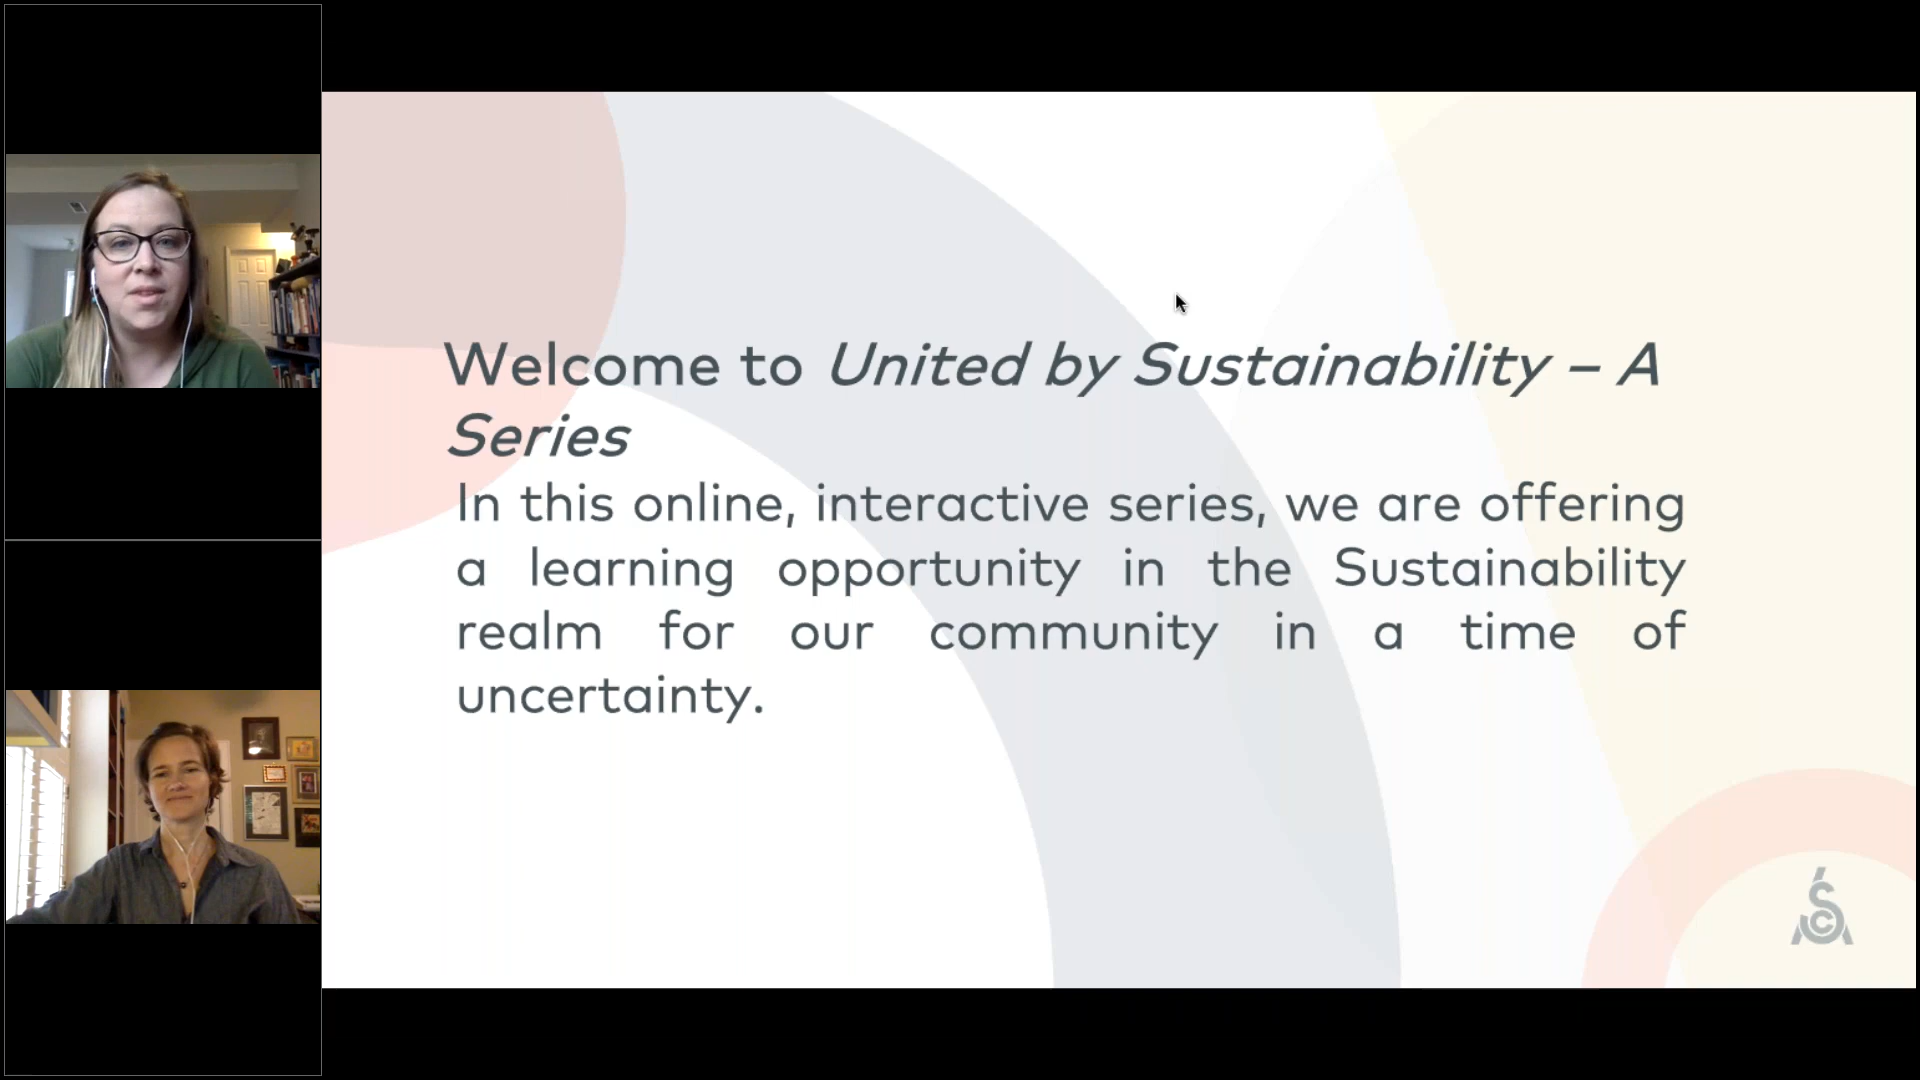 Welcome to United by Sustainability – A
Series
In this online, interactive series, we are offering
a learning opportunity in the Sustainability
realm for our community in a time of
uncertainty.